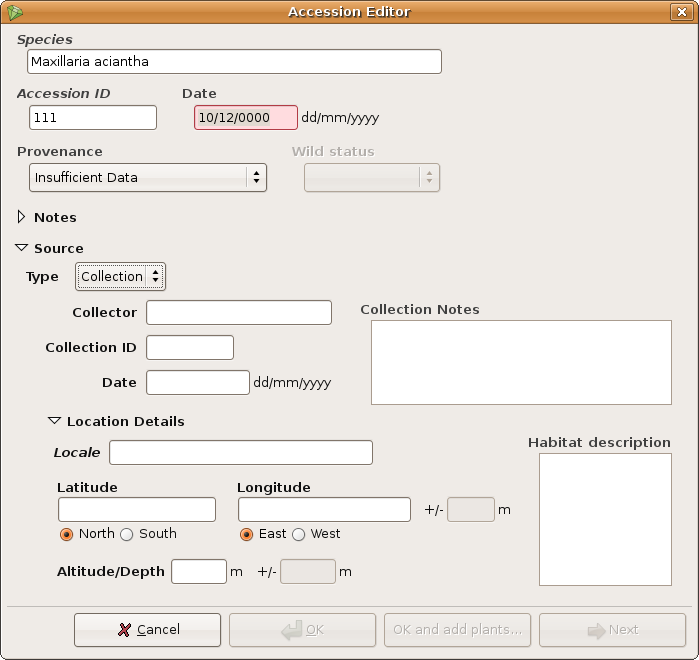 Accession Editor
Species
Maxillaria aciantha
Accession ID Date
111 10/12/0000 dd/mm/yyyy
Provenance Wild status
Insufficient Data
Notes
Source
Type Collection
Collector Collection Notes
Collection ID
Date dd/mm/yyyy
Location Details
Habitat description
Locale
Latitude Longitude
+/- m
North South East West
Altitude/Depth m +/- m
Cancel OK OK and add plants... Next